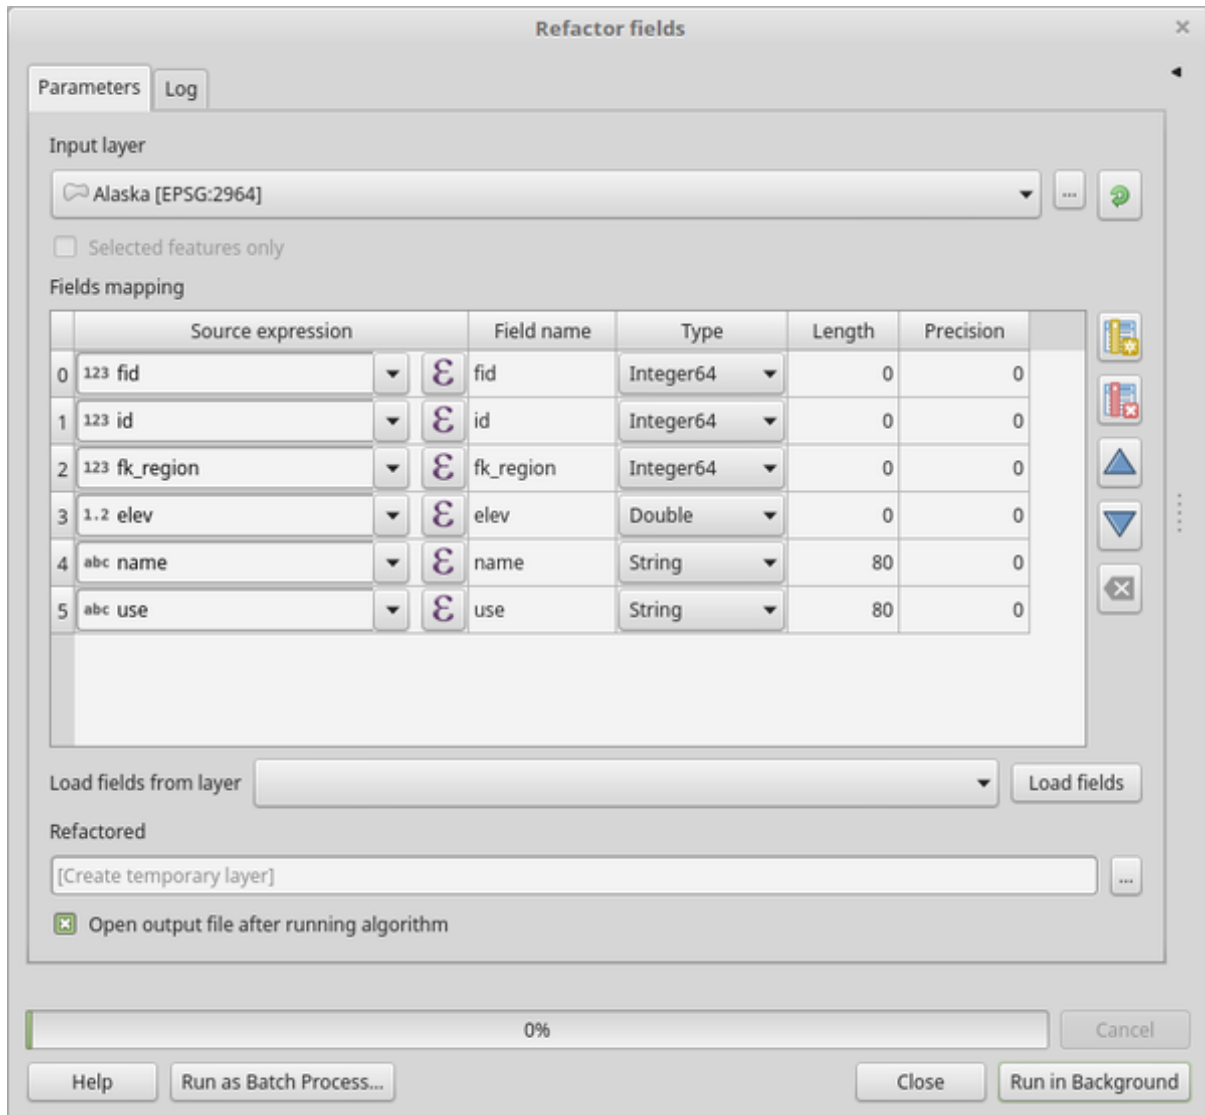 Refactor fields
Parameters Log
Input layer
Alaska [EPSG:2964] ...
Selected features only
Fields mapping
Source expression Field name Type Length Precision
0 123 fid ε fid Integer64 0 0
1 123 id ε id Integer64 0 0
2 123 fk_region ε fk_region Integer64 0 0
3 1.2 elev ε elev Double 0 0
4 abc name ε name String 80 0
5 abc use ε use String 80 0
Load fields from layer Load fields
Refactored
[Create temporary layer] ...
Open output file after running algorithm
0% Cancel
Help Run as Batch Process... Close Run in Background